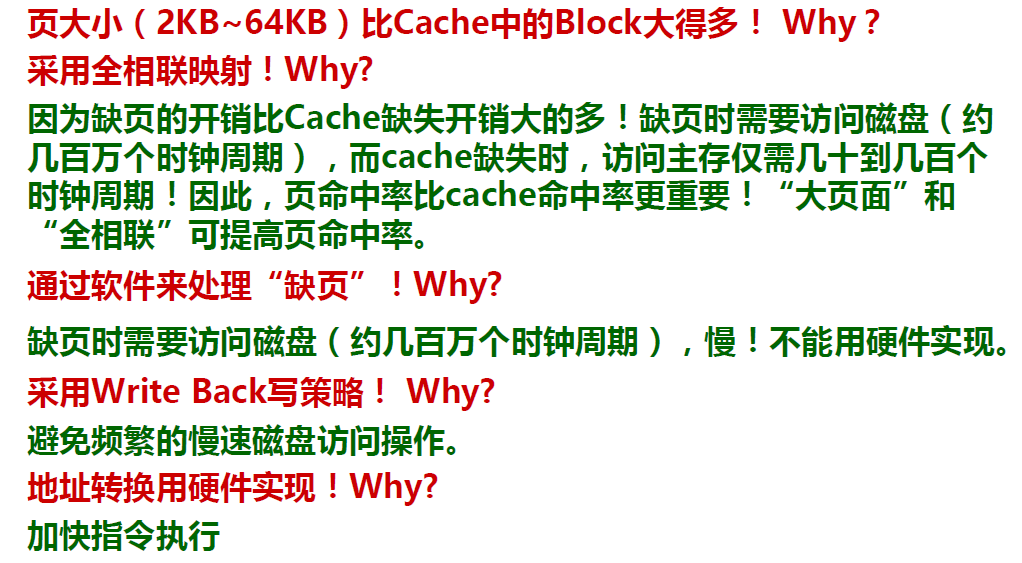 页大小（2KB~64KB）比Cache中的Block大得多！ Why？
采用全相联映射！Why?
因为缺页的开销比Cache缺失开销大的多！缺页时需要访问磁盘（约
几百万个时钟周期），而cache缺失时，访问主存仅需几十到几百个
时钟周期！因此，页命中率比cache命中率更重要！“大页面”和
“全相联”可提高页命中率。
通过软件来处理“缺页”！Why?
缺页时需要访问磁盘（约几百万个时钟周期），慢！不能用硬件实现。
采用Write Back写策略！ Why?
避免频繁的慢速磁盘访问操作。
地址转换用硬件实现！Why?
加快指令执行